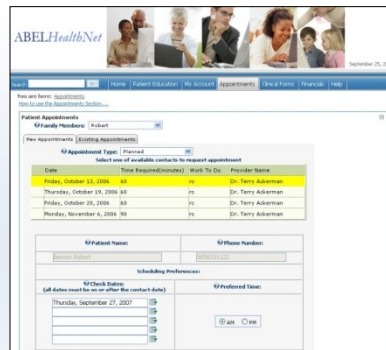 ABELHealthNet
September 25, 2
Search
Home Patient Education My Account Appointments Clinical Forms Financials Help
You are here: Appointments
How to use the Appointments Section....
Patient Appointments
Family Members: Robert
New Appointments Existing Appointments
Appointment Type: Planned
Select one of available contacts to request appointment
Date Time Required(minutes) Work To Do Provider Name
Friday, October 13, 2006 60 rc Dr. Terry Ackerman
Thursday, October 19, 2006 60 rc Dr. Terry Ackerman
Friday, October 20, 2006 60 rc Dr. Terry Ackerman
Monday, November 6, 2006 90 rc Dr. Terry Ackerman
Patient Name: Phone Number:
Robert
Scheduling Preferences:
Check Dates: Preferred Time:
(all dates must be on or after the contact date)
Thursday, September 27, 2007
AM PM